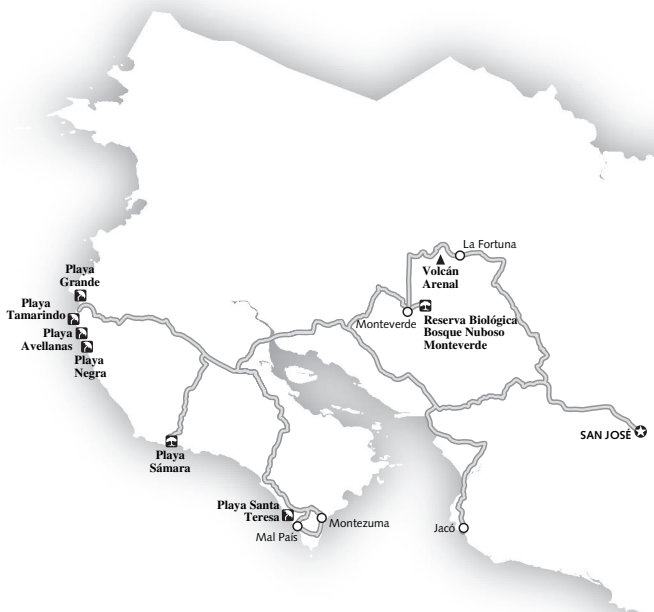 La Fortuna
Volcán
Arenal
Playa
Grande
Playa
Tamarindo
Monteverde
Reserva Biológica
Bosque Nuboso
Monteverde
Playa
Avellanas
Playa
Negra
SAN JOSÉ
Playa
Sámara
Playa Santa
Teresa
Montezuma
Mal País
Jacó